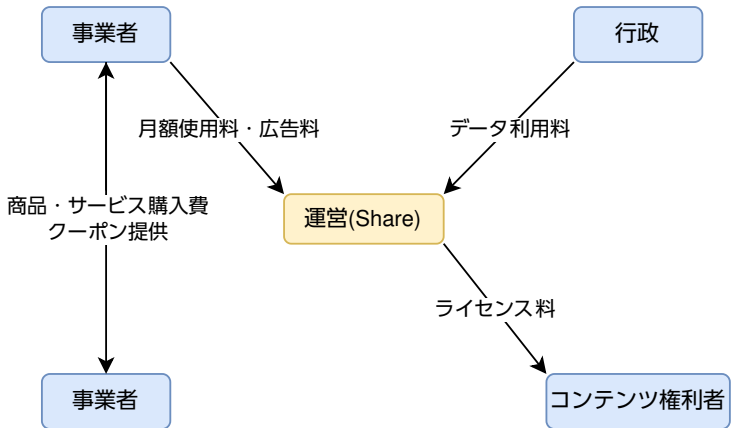 事業者
行政
月額使用料・広告料
データ利用料
商品・サービス購入費
クーポン提供
運営(Share)
ライセンス料
事業者
コンテンツ権利者